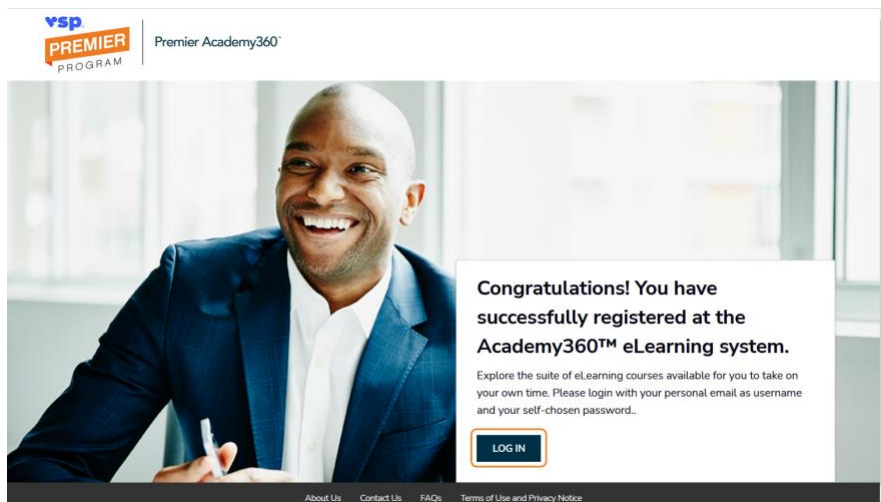 vsp.
PREMIER
PROGRAM
Premier Academy360™
Congratulations! You have
successfully registered at the
Academy360™ eLearning system.
Explore the suite of eLearning courses available for you to take on
your own time. Please login with your personal email as username
and your self-chosen password..
LOG IN
About Us Contact Us FAQs Terms of Use and Privacy Notice